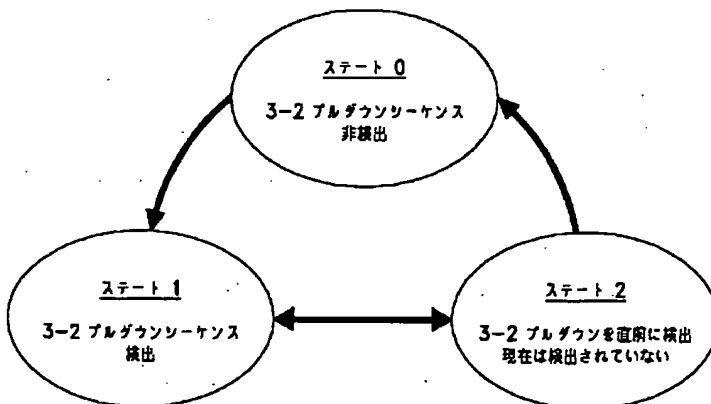 ステート 0
3-2 プルダウンシーケンス
非検出
ステート 1
3-2 プルダウンシーケンス
検出
ステート 2
3-2 プルダウンを直前に検出
現在は検出されていない